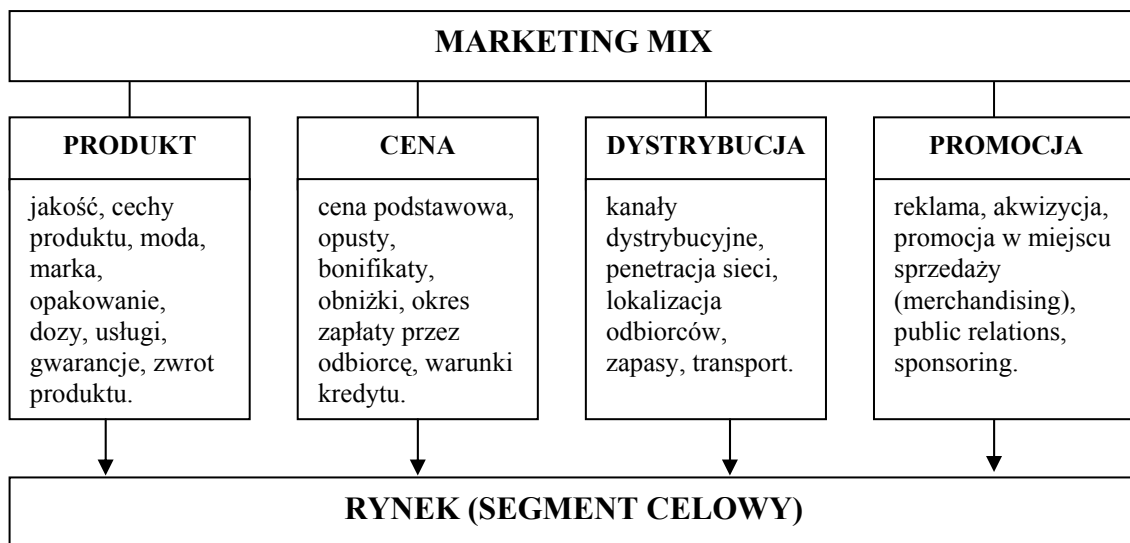 MARKETING MIX
PRODUKT
jakość, cechy
produktu, moda,
marka,
opakowanie,
dozy, usługi,
gwarancje, zwrot
produktu.
CENA
cena podstawowa,
opusty,
bonifikaty,
obniżki, okres
zapłaty przez
odbiorcę, warunki
kredytu.
DYSTRYBUCJA
kanały
dystrybucyjne,
penetracja sieci,
lokalizacja
odbiorców,
zapasy, transport.
PROMOCJA
reklama, akwizycja,
promocja w miejscu
sprzedaży
(merchandising),
public relations,
sponsoring.
RYNEK (SEGMENT CELOWY)